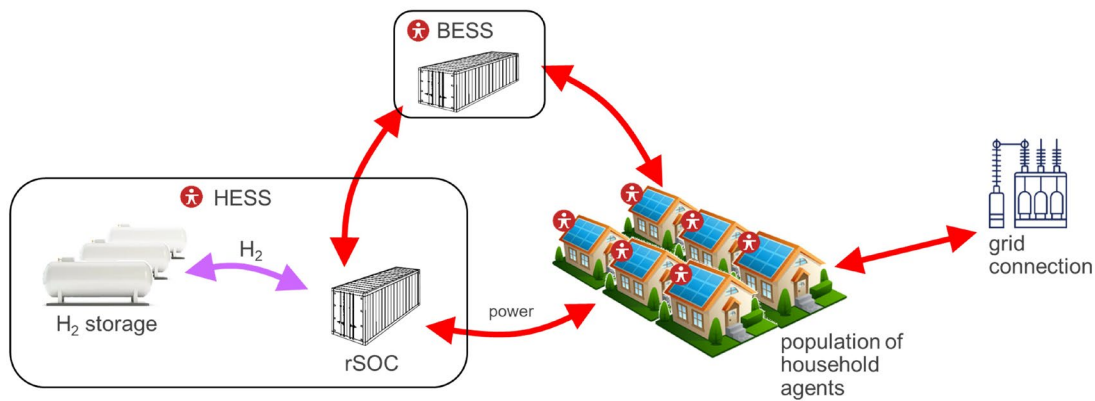 BESS
HESS
H₂
H₂ storage
rSOC
power
population of
household
agents
grid
connection